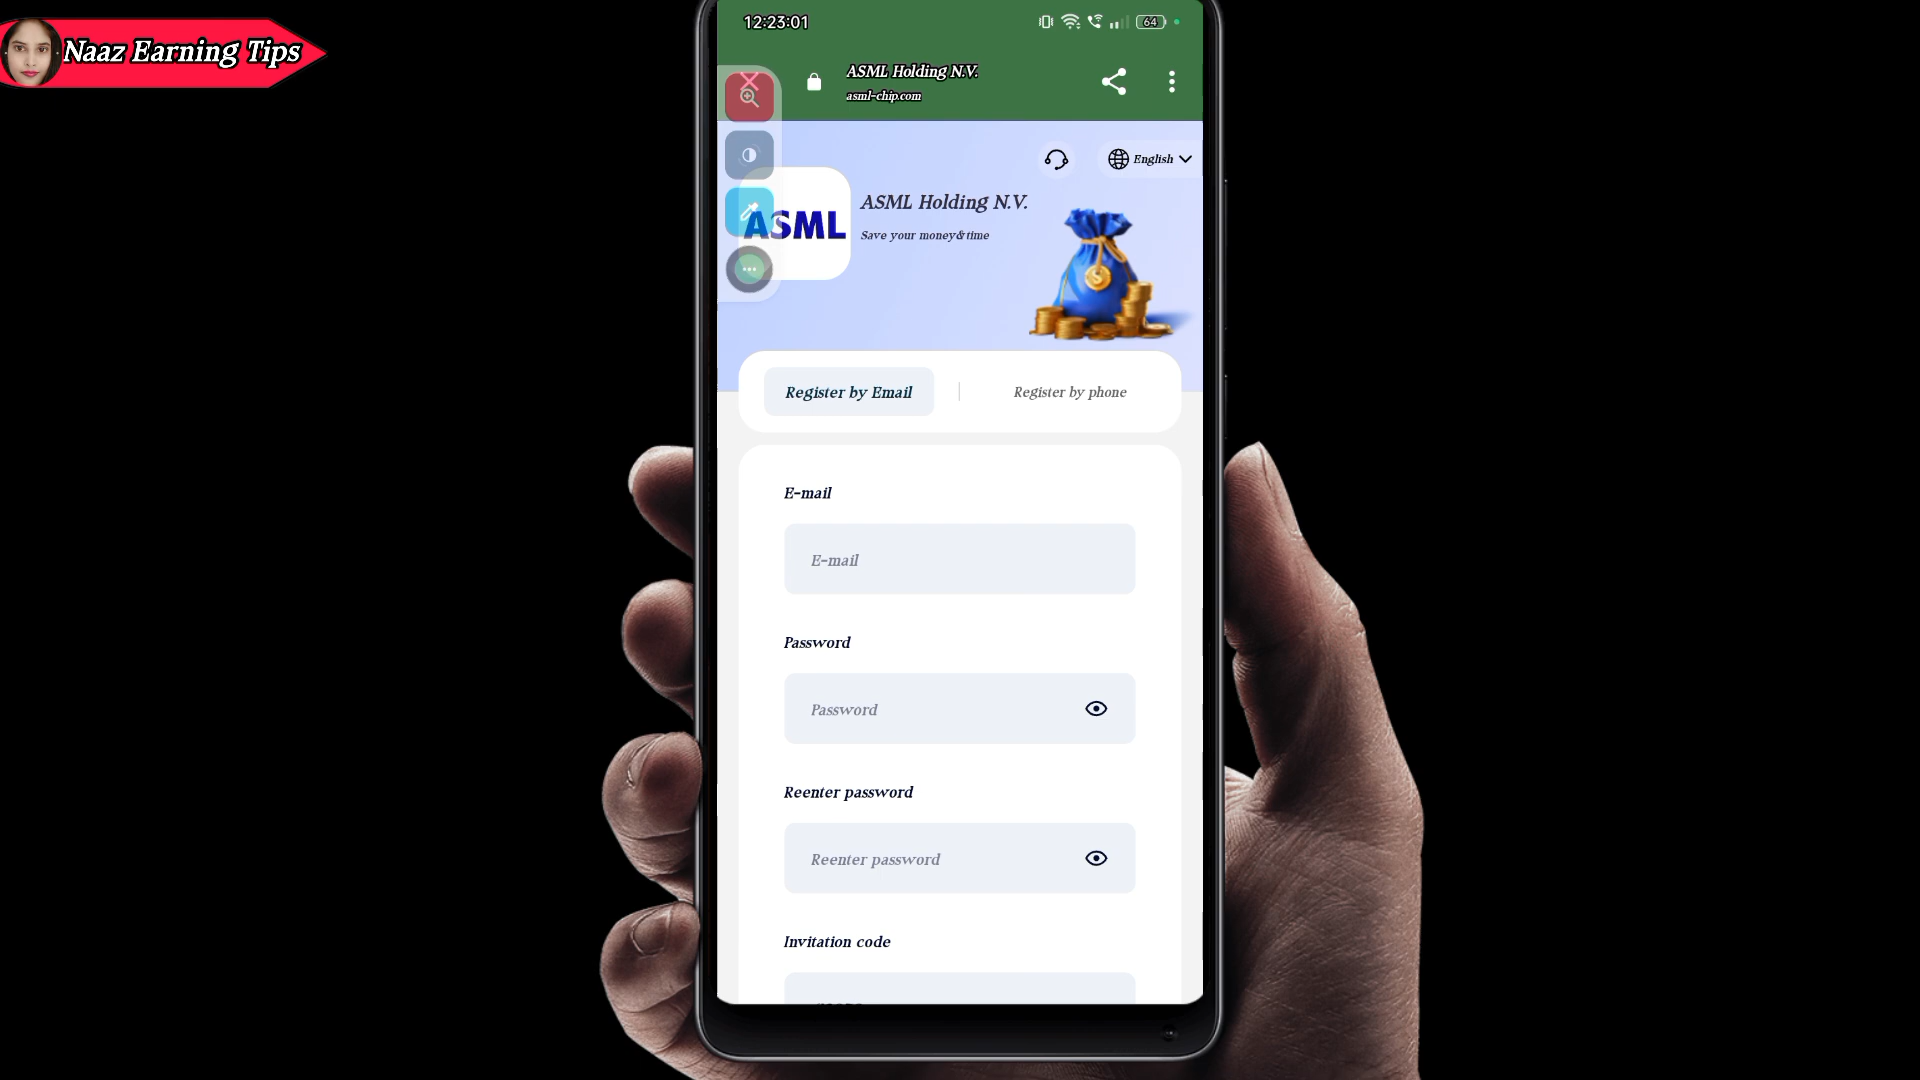 Naaz Earning Tips
12:23:01
64
ASML Holding N.V.
asml-chip.com
English
ASML
ASML Holding N.V.
Save your money&time
Register by Email
Register by phone
E-mail
E-mail
Password
Password
Reenter password
Reenter password
Invitation code